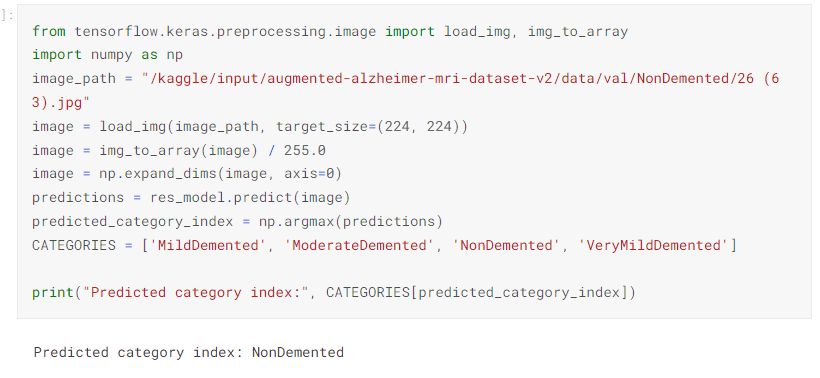 ]:
from tensorflow.keras.preprocessing.image import load_img, img_to_array
import numpy as np
image_path = "/kaggle/input/augmented-alzheimer-mri-dataset-v2/data/val/NonDemented/26 (6
3).jpg"
image = load_img(image_path, target_size=(224, 224))
image = img_to_array(image) / 255.0
image = np.expand_dims(image, axis=0)
predictions = res_model.predict(image)
predicted_category_index = np.argmax(predictions)
CATEGORIES = ['MildDemented', 'ModerateDemented', 'NonDemented', 'VeryMildDemented']
print("Predicted category index:", CATEGORIES[predicted_category_index])
Predicted category index: NonDemented